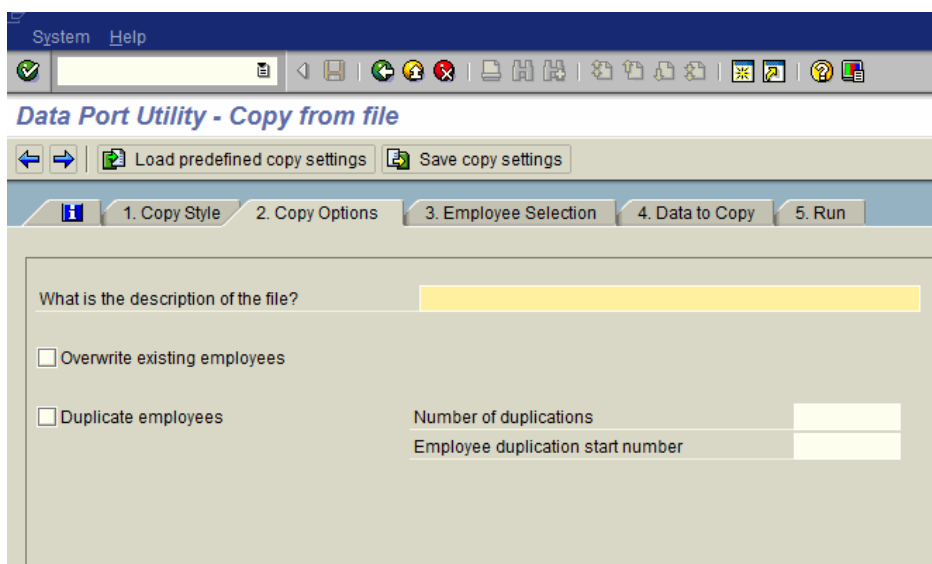 System Help
Data Port Utility - Copy from file
Load predefined copy settings Save copy settings
1. Copy Style 2. Copy Options 3. Employee Selection 4. Data to Copy 5. Run
What is the description of the file?
Overwrite existing employees
Duplicate employees Number of duplications
Employee duplication start number